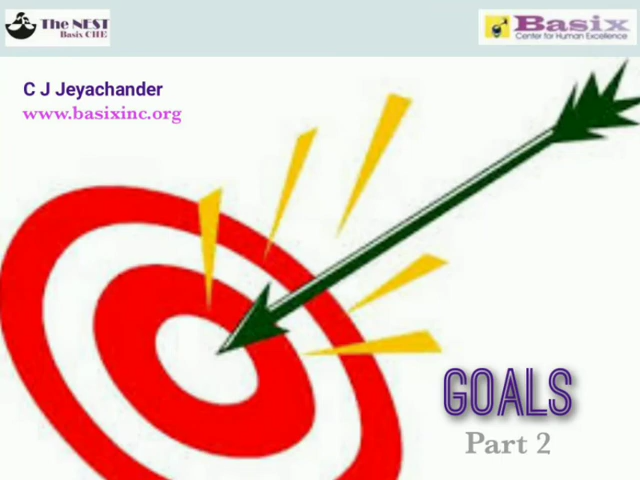 The NEST
Basix CHE
Basix
Center for Human Excellence
C J Jeyachander
www.basixinc.org
GOALS
Part 2